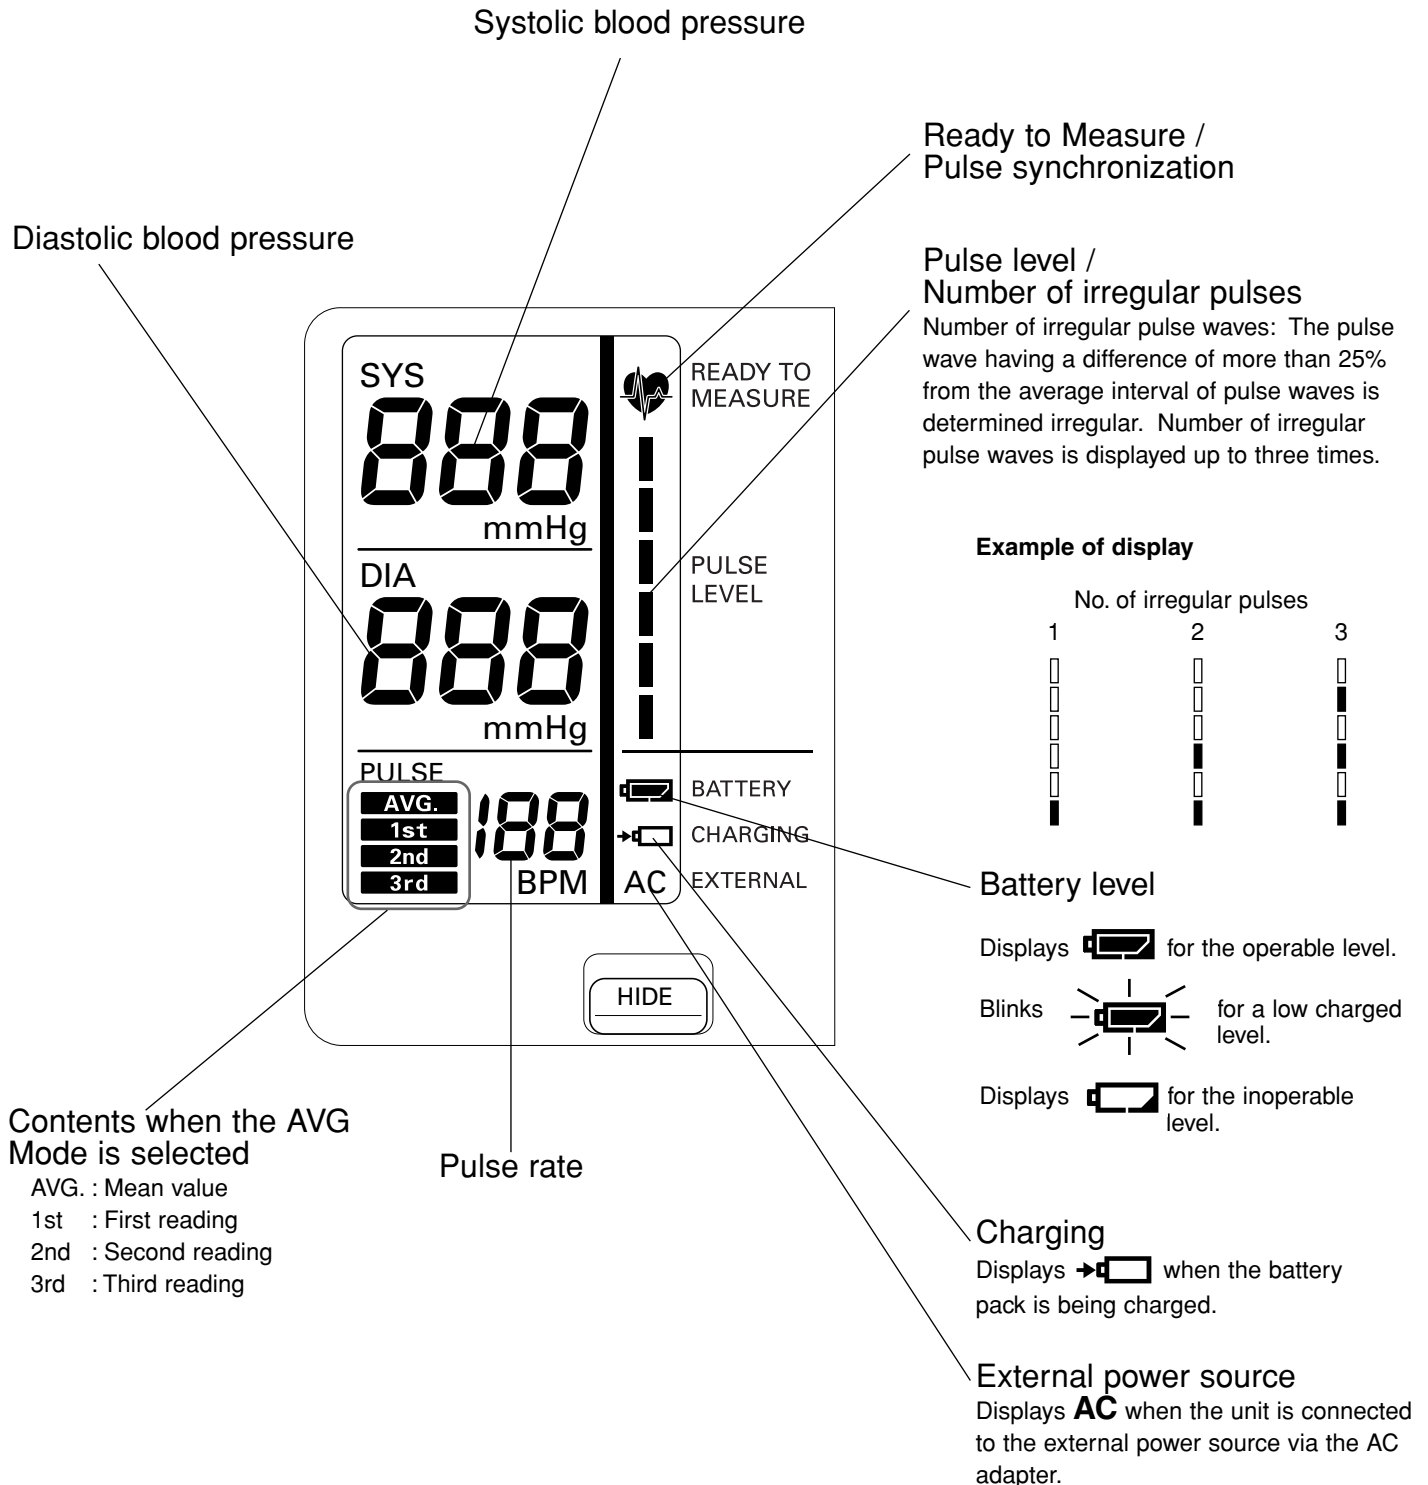 Systolic blood pressure
Ready to Measure /
Pulse synchronization
Diastolic blood pressure
Pulse level /
Number of irregular pulses
Number of irregular pulse waves: The pulse
wave having a difference of more than 25%
from the average interval of pulse waves is
determined irregular. Number of irregular
pulse waves is displayed up to three times.
SYS
888
mmHg
READY TO
MEASURE
DIA
888
mmHg
PULSE
LEVEL
Example of display
No. of irregular pulses
1 2 3
PULSE
AVG.
1st
2nd
3rd
188
BPM
BATTERY
CHARGING
AC EXTERNAL
HIDE
Battery level
Displays for the operable level.
Blinks for a low charged
level.
Displays for the inoperable
level.
Contents when the AVG
Mode is selected
AVG. : Mean value
1st : First reading
2nd : Second reading
3rd : Third reading
Pulse rate
Charging
Displays when the battery
pack is being charged.
External power source
Displays AC when the unit is connected
to the external power source via the AC
adapter.